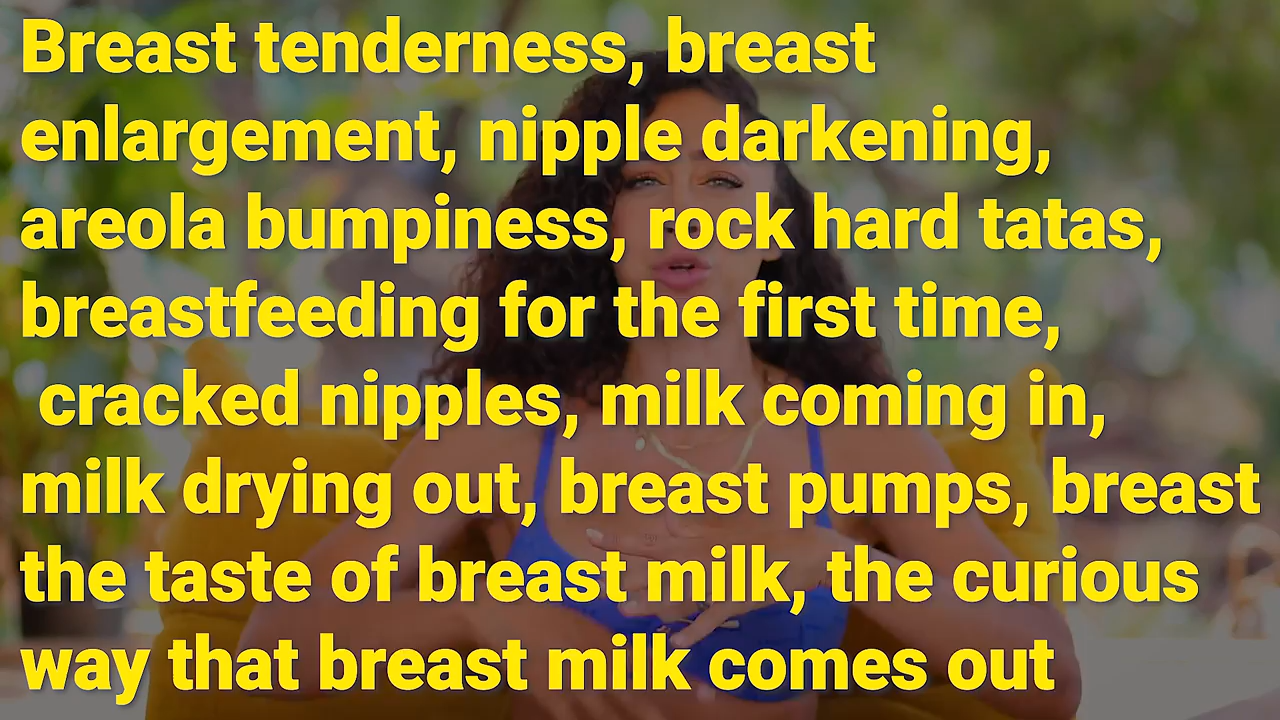 Breast tenderness, breast
enlargement, nipple darkening,
areola bumpiness, rock hard tatas,
breastfeeding for the first time,
cracked nipples, milk coming in,
milk drying out, breast pumps, breast
the taste of breast milk, the curious
way that breast milk comes out